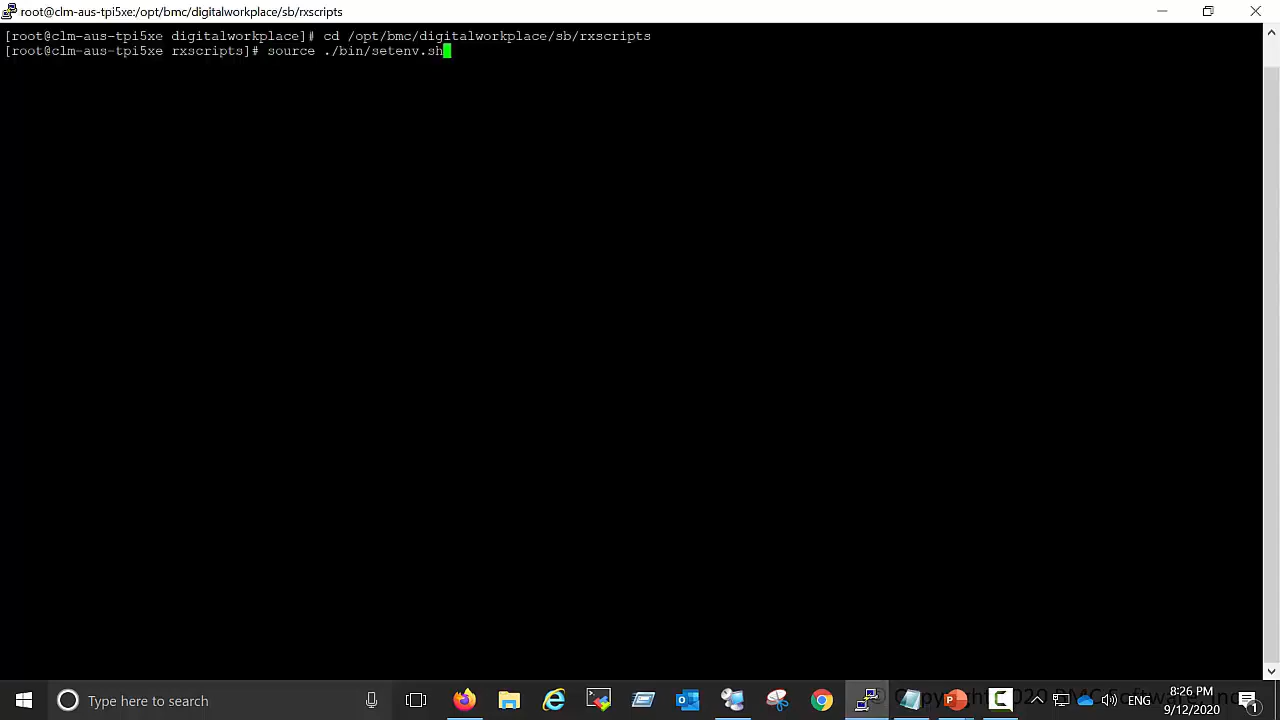 root@clm-aus-tpi5xe:/opt/bmc/digitalworkplace/sb/rxscripts
[root@clm-aus-tpi5xe digitalworkplace]# cd /opt/bmc/digitalworkplace/sb/rxscripts
[root@clm-aus-tpi5xe rxscripts]# source ./bin/setenv.sh
Type here to search
ENG
8:26 PM
9/12/2020
1